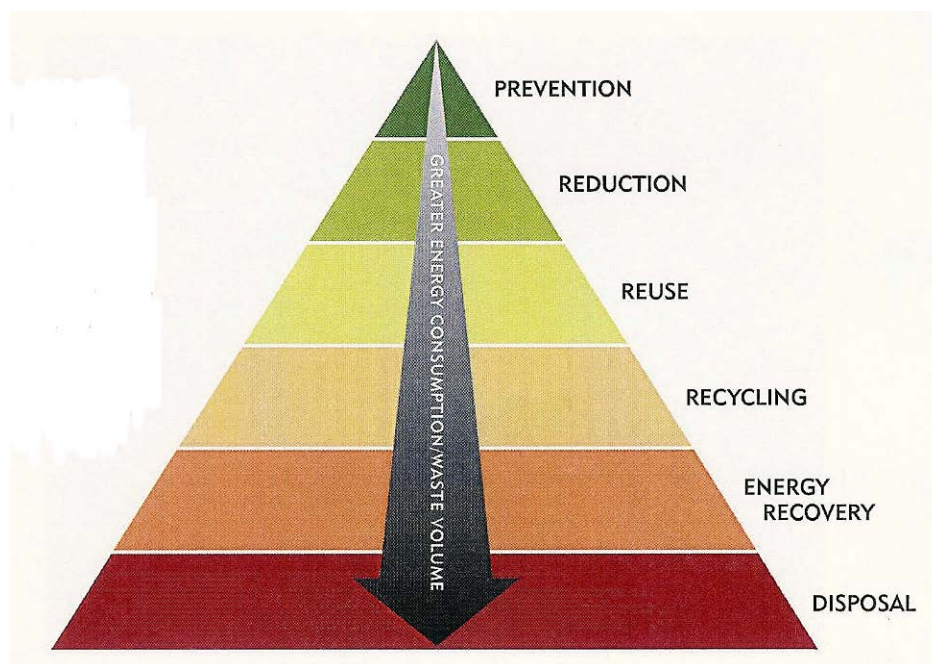 PREVENTION
REDUCTION
REUSE
RECYCLING
ENERGY
RECOVERY
DISPOSAL
GREATER ENERGY CONSUMPTION/WASTE VOLUME